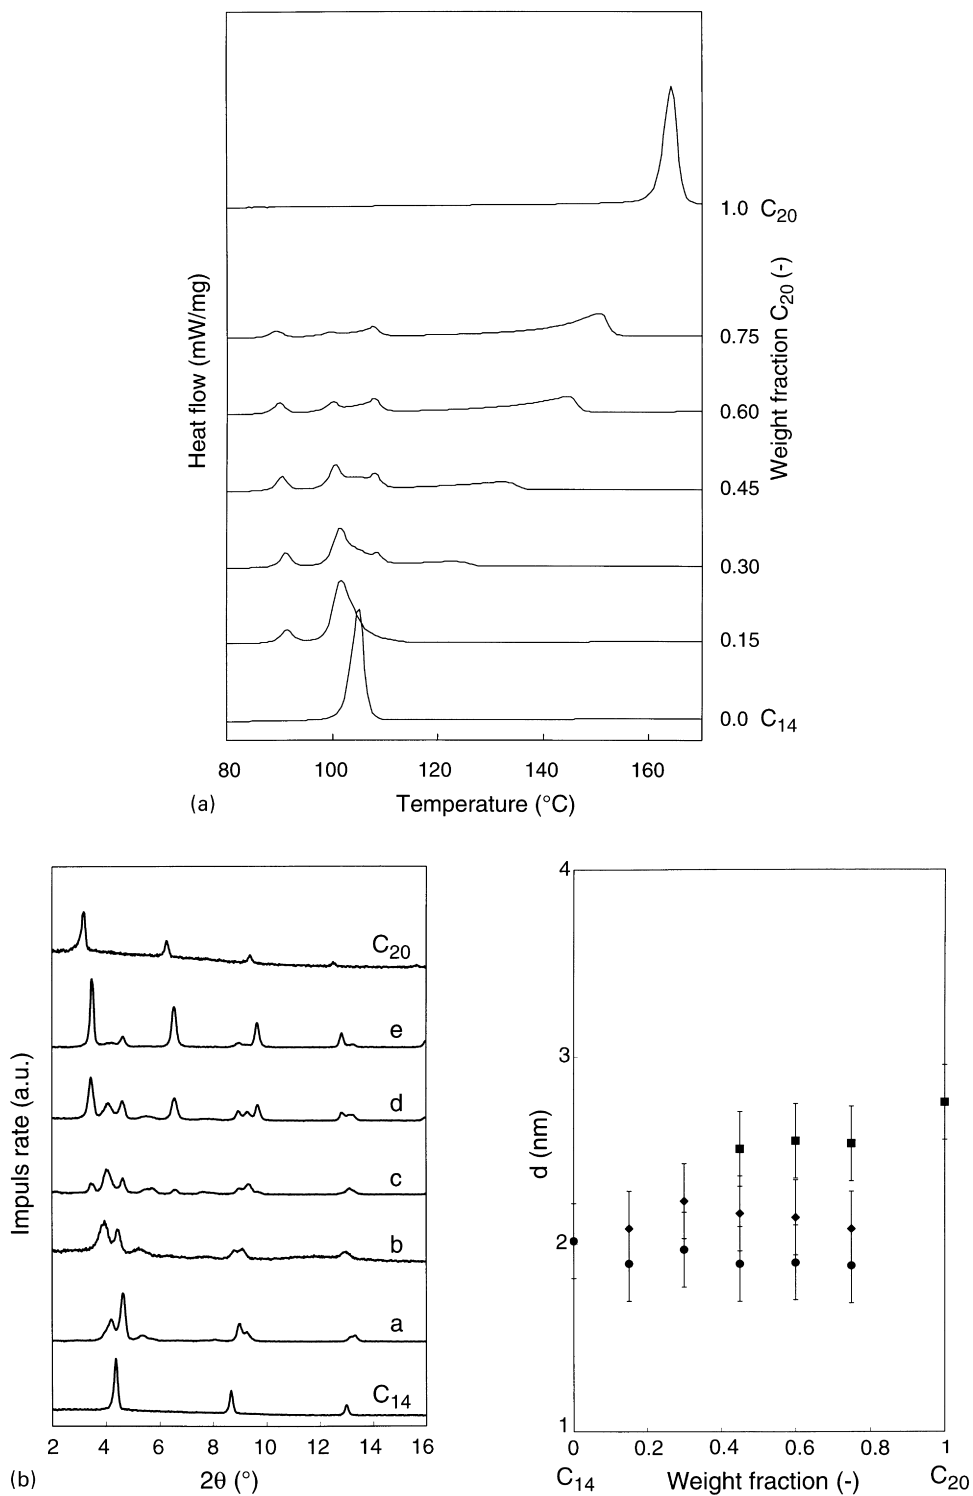 1.0 C20
0.75
0.60
0.45
0.30
0.15
0.0 C14
Heat flow (mW/mg)
Weight fraction C20 (-)
80 100 120 140 160
(a) Temperature (°C)
C20
e
d
c
b
a
C14
Impuls rate (a.u.)
2 4 6 8 10 12 14 16
(b) 2θ (°)
4
3
2
1
d (nm)
0 0.2 0.4 0.6 0.8 1
C14 Weight fraction (-) C20